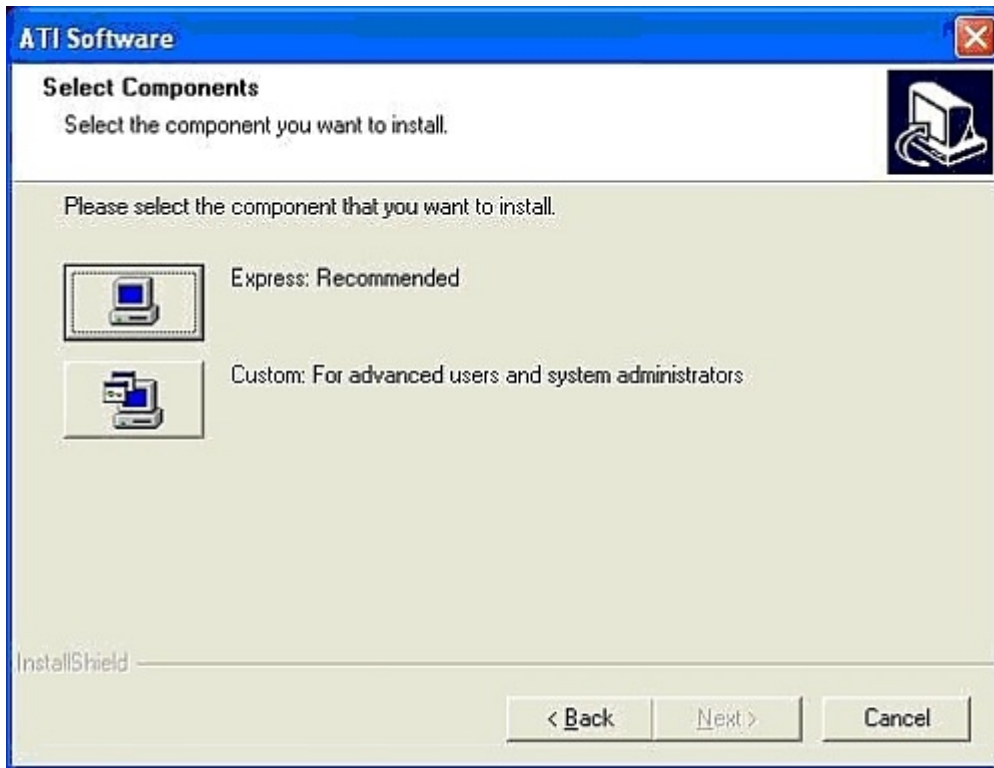 ATI Software
Select Components
Select the component you want to install.
Please select the component that you want to install.
Express: Recommended
Custom: For advanced users and system administrators
InstallShield
< Back
Next >
Cancel